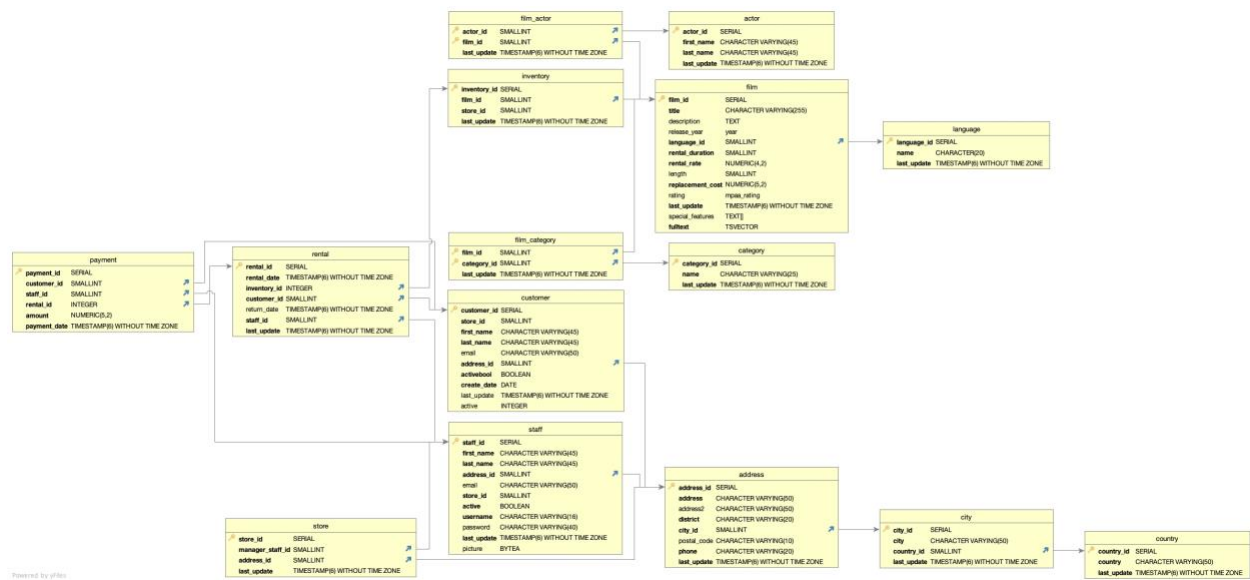 film_actor
actor_id SMALLINT
film_id SMALLINT
last_update TIMESTAMP(6) WITHOUT TIME ZONE
actor
actor_id SERIAL
first_name CHARACTER VARYING(45)
last_name CHARACTER VARYING(45)
last_update TIMESTAMP(6) WITHOUT TIME ZONE
inventory
inventory_id SERIAL
film_id SMALLINT
store_id SMALLINT
last_update TIMESTAMP(6) WITHOUT TIME ZONE
film
film_id SERIAL
title CHARACTER VARYING(255)
description TEXT
release_year year
language_id SMALLINT
rental_duration SMALLINT
rental_rate NUMERIC(4,2)
length SMALLINT
replacement_cost NUMERIC(5,2)
rating mpaa_rating
last_update TIMESTAMP(6) WITHOUT TIME ZONE
special_features TEXT[]
fulltext TSVECTOR
language
language_id SERIAL
name CHARACTER(20)
last_update TIMESTAMP(6) WITHOUT TIME ZONE
film_category
film_id SMALLINT
category_id SMALLINT
last_update TIMESTAMP(6) WITHOUT TIME ZONE
category
category_id SERIAL
name CHARACTER VARYING(25)
last_update TIMESTAMP(6) WITHOUT TIME ZONE
payment
payment_id SERIAL
customer_id SMALLINT
staff_id SMALLINT
rental_id INTEGER
amount NUMERIC(5,2)
payment_date TIMESTAMP(6) WITHOUT TIME ZONE
rental
rental_id SERIAL
rental_date TIMESTAMP(6) WITHOUT TIME ZONE
inventory_id INTEGER
customer_id SMALLINT
return_date TIMESTAMP(6) WITHOUT TIME ZONE
staff_id SMALLINT
last_update TIMESTAMP(6) WITHOUT TIME ZONE
customer
customer_id SERIAL
store_id SMALLINT
first_name CHARACTER VARYING(45)
last_name CHARACTER VARYING(45)
email CHARACTER VARYING(50)
address_id SMALLINT
activebool BOOLEAN
create_date DATE
last_update TIMESTAMP(6) WITHOUT TIME ZONE
active INTEGER
staff
staff_id SERIAL
first_name CHARACTER VARYING(45)
last_name CHARACTER VARYING(45)
address_id SMALLINT
email CHARACTER VARYING(50)
store_id SMALLINT
active BOOLEAN
username CHARACTER VARYING(16)
password CHARACTER VARYING(40)
last_update TIMESTAMP(6) WITHOUT TIME ZONE
picture BYTEA
store
store_id SERIAL
manager_staff_id SMALLINT
address_id SMALLINT
last_update TIMESTAMP(6) WITHOUT TIME ZONE
address
address_id SERIAL
address CHARACTER VARYING(50)
address2 CHARACTER VARYING(50)
district CHARACTER VARYING(20)
city_id SMALLINT
postal_code CHARACTER VARYING(10)
phone CHARACTER VARYING(20)
last_update TIMESTAMP(6) WITHOUT TIME ZONE
city
city_id SERIAL
city CHARACTER VARYING(50)
country_id SMALLINT
last_update TIMESTAMP(6) WITHOUT TIME ZONE
country
country_id SERIAL
country CHARACTER VARYING(50)
last_update TIMESTAMP(6) WITHOUT TIME ZONE
Powered by yFiles